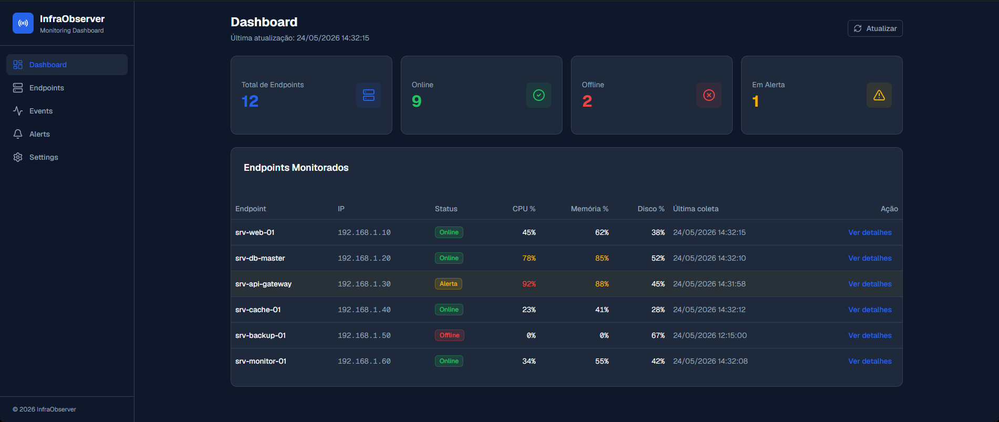 InfraObserver
Monitoring Dashboard
Dashboard
Endpoints
Events
Alerts
Settings
© 2026 InfraObserver
Dashboard
Última atualização: 24/05/2026 14:32:15
Atualizar
Total de Endpoints
12
Online
9
Offline
2
Em Alerta
1
Endpoints Monitorados
Endpoint IP Status CPU % Memória % Disco % Última coleta Ação
srv-web-01 192.168.1.10 Online 45% 62% 38% 24/05/2026 14:32:15 Ver detalhes
srv-db-master 192.168.1.20 Online 78% 85% 52% 24/05/2026 14:32:10 Ver detalhes
srv-api-gateway 192.168.1.30 Alerta 92% 88% 45% 24/05/2026 14:31:58 Ver detalhes
srv-cache-01 192.168.1.40 Online 23% 41% 28% 24/05/2026 14:32:12 Ver detalhes
srv-backup-01 192.168.1.50 Offline 0% 0% 67% 24/05/2026 12:15:00 Ver detalhes
srv-monitor-01 192.168.1.60 Online 34% 55% 42% 24/05/2026 14:32:08 Ver detalhes